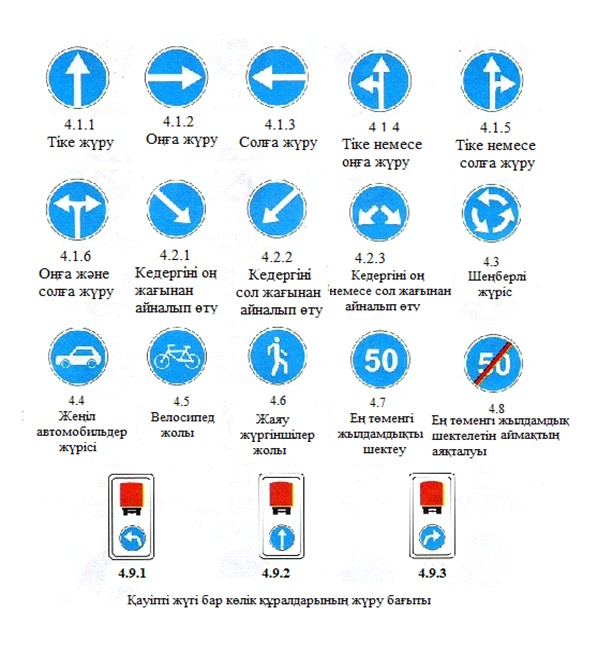 4.1.1
Тіке жүру
4.1.2
Оңға жүру
4.1.3
Солға жүру
4 1 4
Тіке немесе
оңға жүру
4.1.5
Тіке немесе
солға жүру
4.1.6
Оңға және
солға жүру
4.2.1
Кедергіні оң
жағынан
айналып өту
4.2.2
Кедергіні
сол жағынан
айналып өту
4.2.3
Кедергіні оң
немесе сол жағынан
айналып өту
4.3
Шеңберлі
жүріс
4.4
Жеңіл
автомобильдер
жүрісі
4.5
Велосипед
жолы
4.6
Жаяу
жүргіншілер
жолы
50
4.7
Ең төменгі
жылдамдықты
шектеу
50
4.8
Ең төменгі жылдамдық
шектелетін аймақтың
аяқталуы
4.9.1
4.9.2
4.9.3
Қауіпті жүгі бар көлік құралдарының жүру бағыты